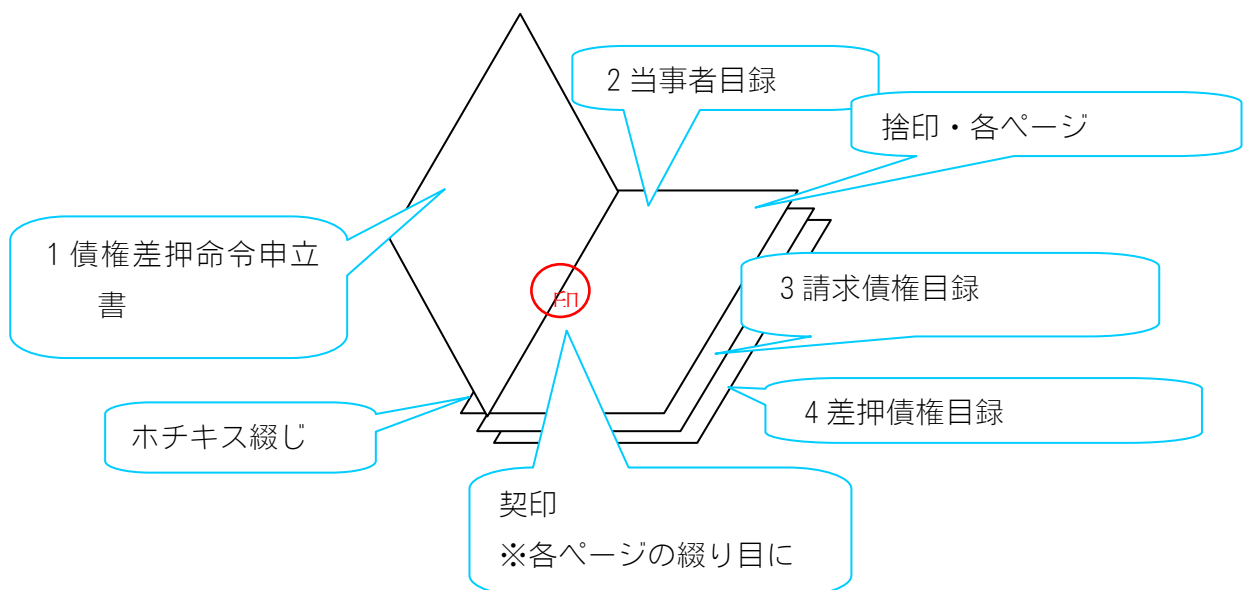 2 当事者目録
捨印・各ページ
1 債権差押命令申立
書
3 請求債権目録
印
4 差押債権目録
ホチキス綴じ
契印
※各ページの綴り目に